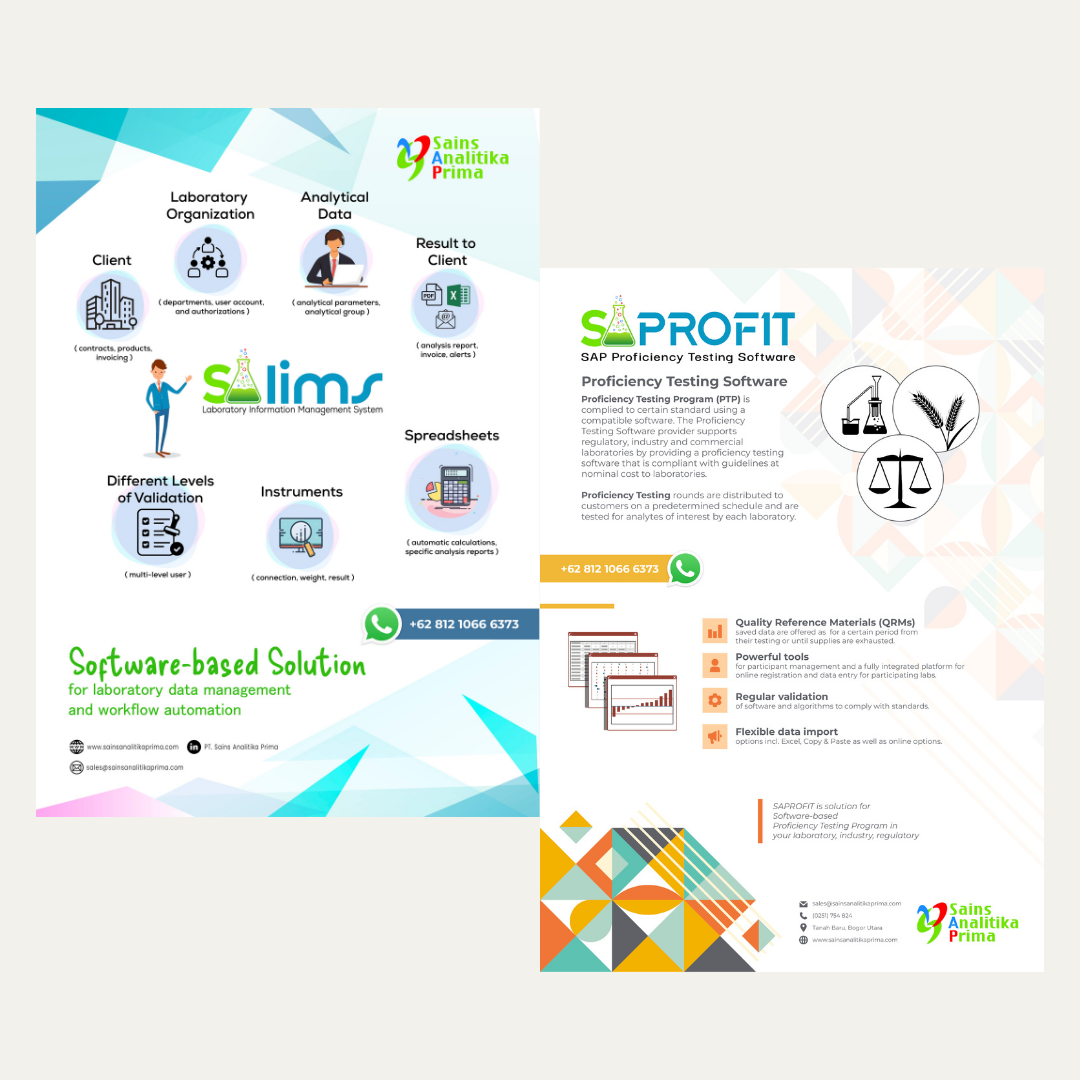 Sains
Analitika
Prima
Laboratory
Organization
( departments, user account,
and authorizations )
Analytical
Data
( analytical parameters,
analytical group )
Client
( contracts, products,
invoicing )
Result to
Client
PDF
X
@
( analysis report,
invoice, alerts )
SAlims
Laboratory Information Management System
Different Levels
of Validation
( multi-level user )
Instruments
( connection, weight, result )
Spreadsheets
( automatic calculations,
specific analysis reports )
+62 812 1066 6373
Software-based Solution
for laboratory data management
and workflow automation
www
www.sainsanalitikaprima.com
in
PT. Sains Analitika Prima
sales@sainsanalitikaprima.com
SAPROFIT
SAP Proficiency Testing Software
Proficiency Testing Software
Proficiency Testing Program (PTP) is
complied to certain standard using a
compatible software. The Proficiency
Testing Software provider supports
regulatory, industry and commercial
laboratories by providing a proficiency testing
software that is compliant with guidelines at
nominal cost to laboratories.
Proficiency Testing rounds are distributed to
customers on a predetermined schedule and are
tested for analytes of interest by each laboratory.
+62 812 1066 6373
Quality Reference Materials (QRMs)
saved data are offered as for a certain period from
their testing or until supplies are exhausted.
Powerful tools
for participant management and a fully integrated platform for
online registration and data entry for participating labs.
Regular validation
of software and algorithms to comply with standards.
Flexible data import
options incl. Excel, Copy & Paste as well as online options.
SAPROFIT is solution for
Software-based
Proficiency Testing Program in
your laboratory, industry, regulatory
sales@sainsanalitikaprima.com
(0251) 754 824
Tanah Baru, Bogor Utara
www.sainsanalitikaprima.com
Sains
Analitika
Prima